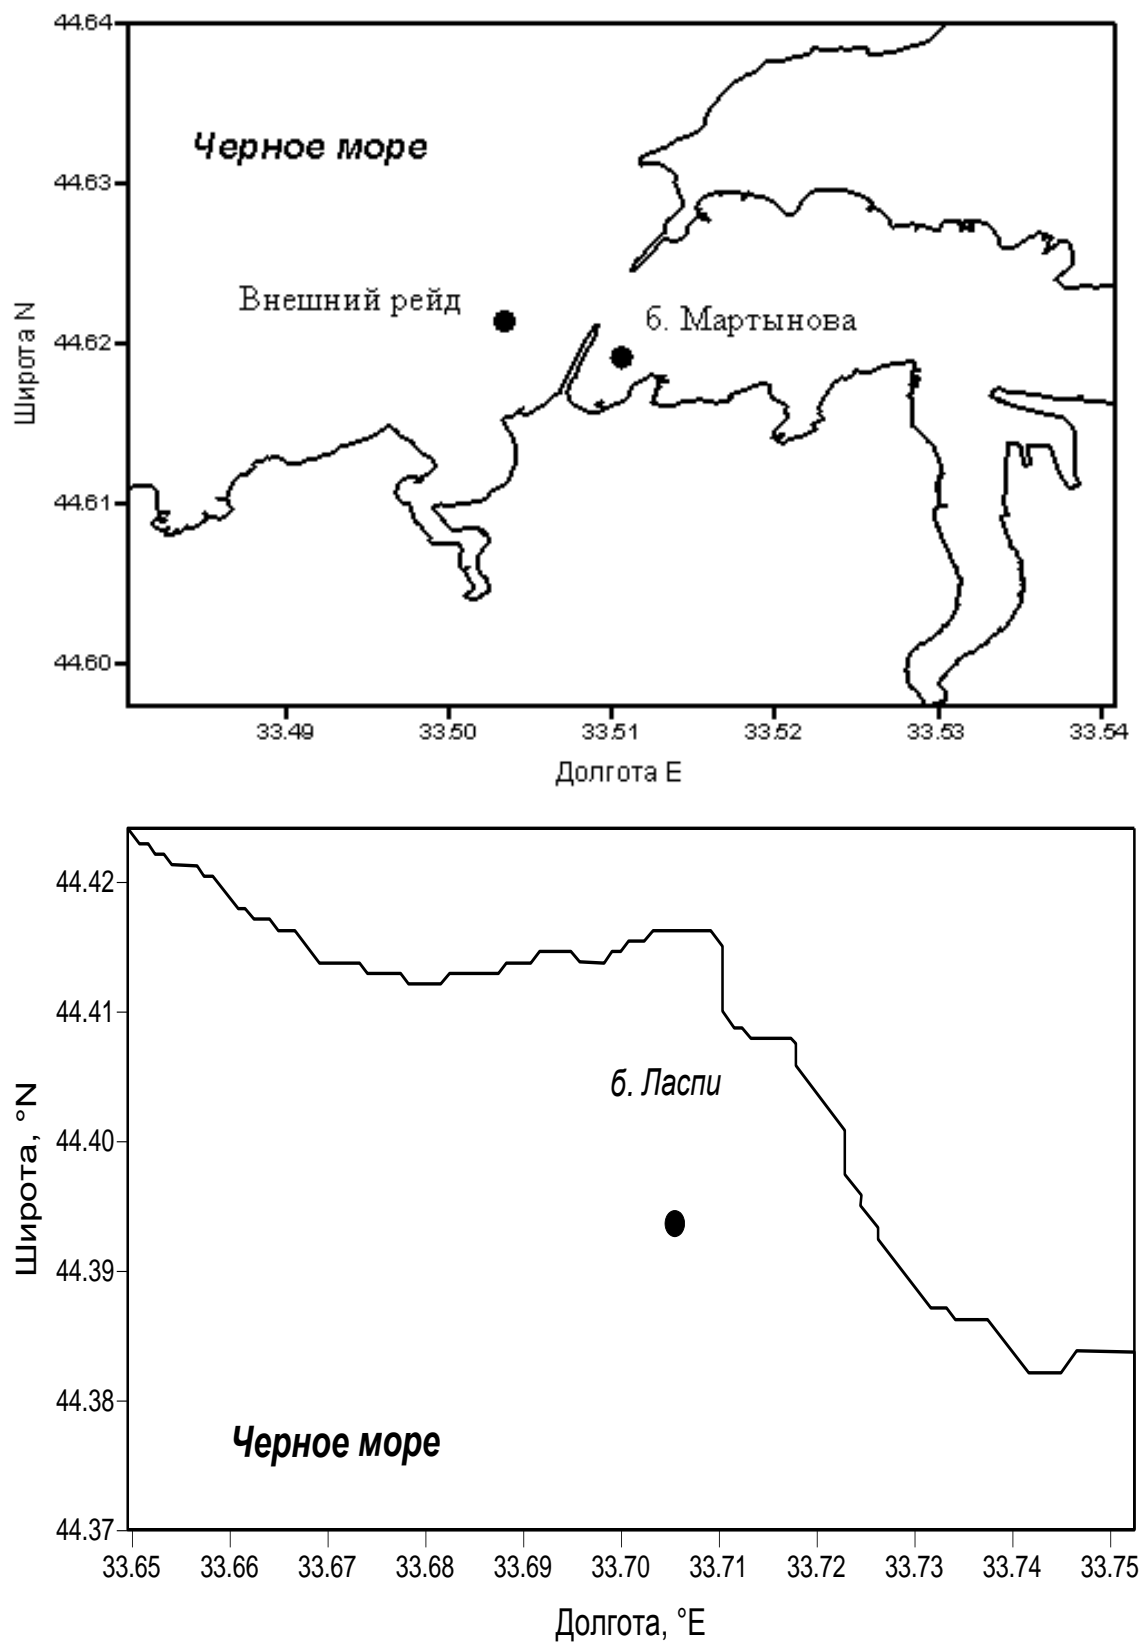 44.64
Черное море
44.63
Внешний рейд
б. Мартынова
44.62
Широта N
44.61
44.60
33.49 33.50 33.51 33.52 33.53 33.54
Долгота E
44.42
44.41
б. Ласпи
44.40
Широта, °N
44.39
44.38
Черное море
44.37
33.65 33.66 33.67 33.68 33.69 33.70 33.71 33.72 33.73 33.74 33.75
Долгота, °E